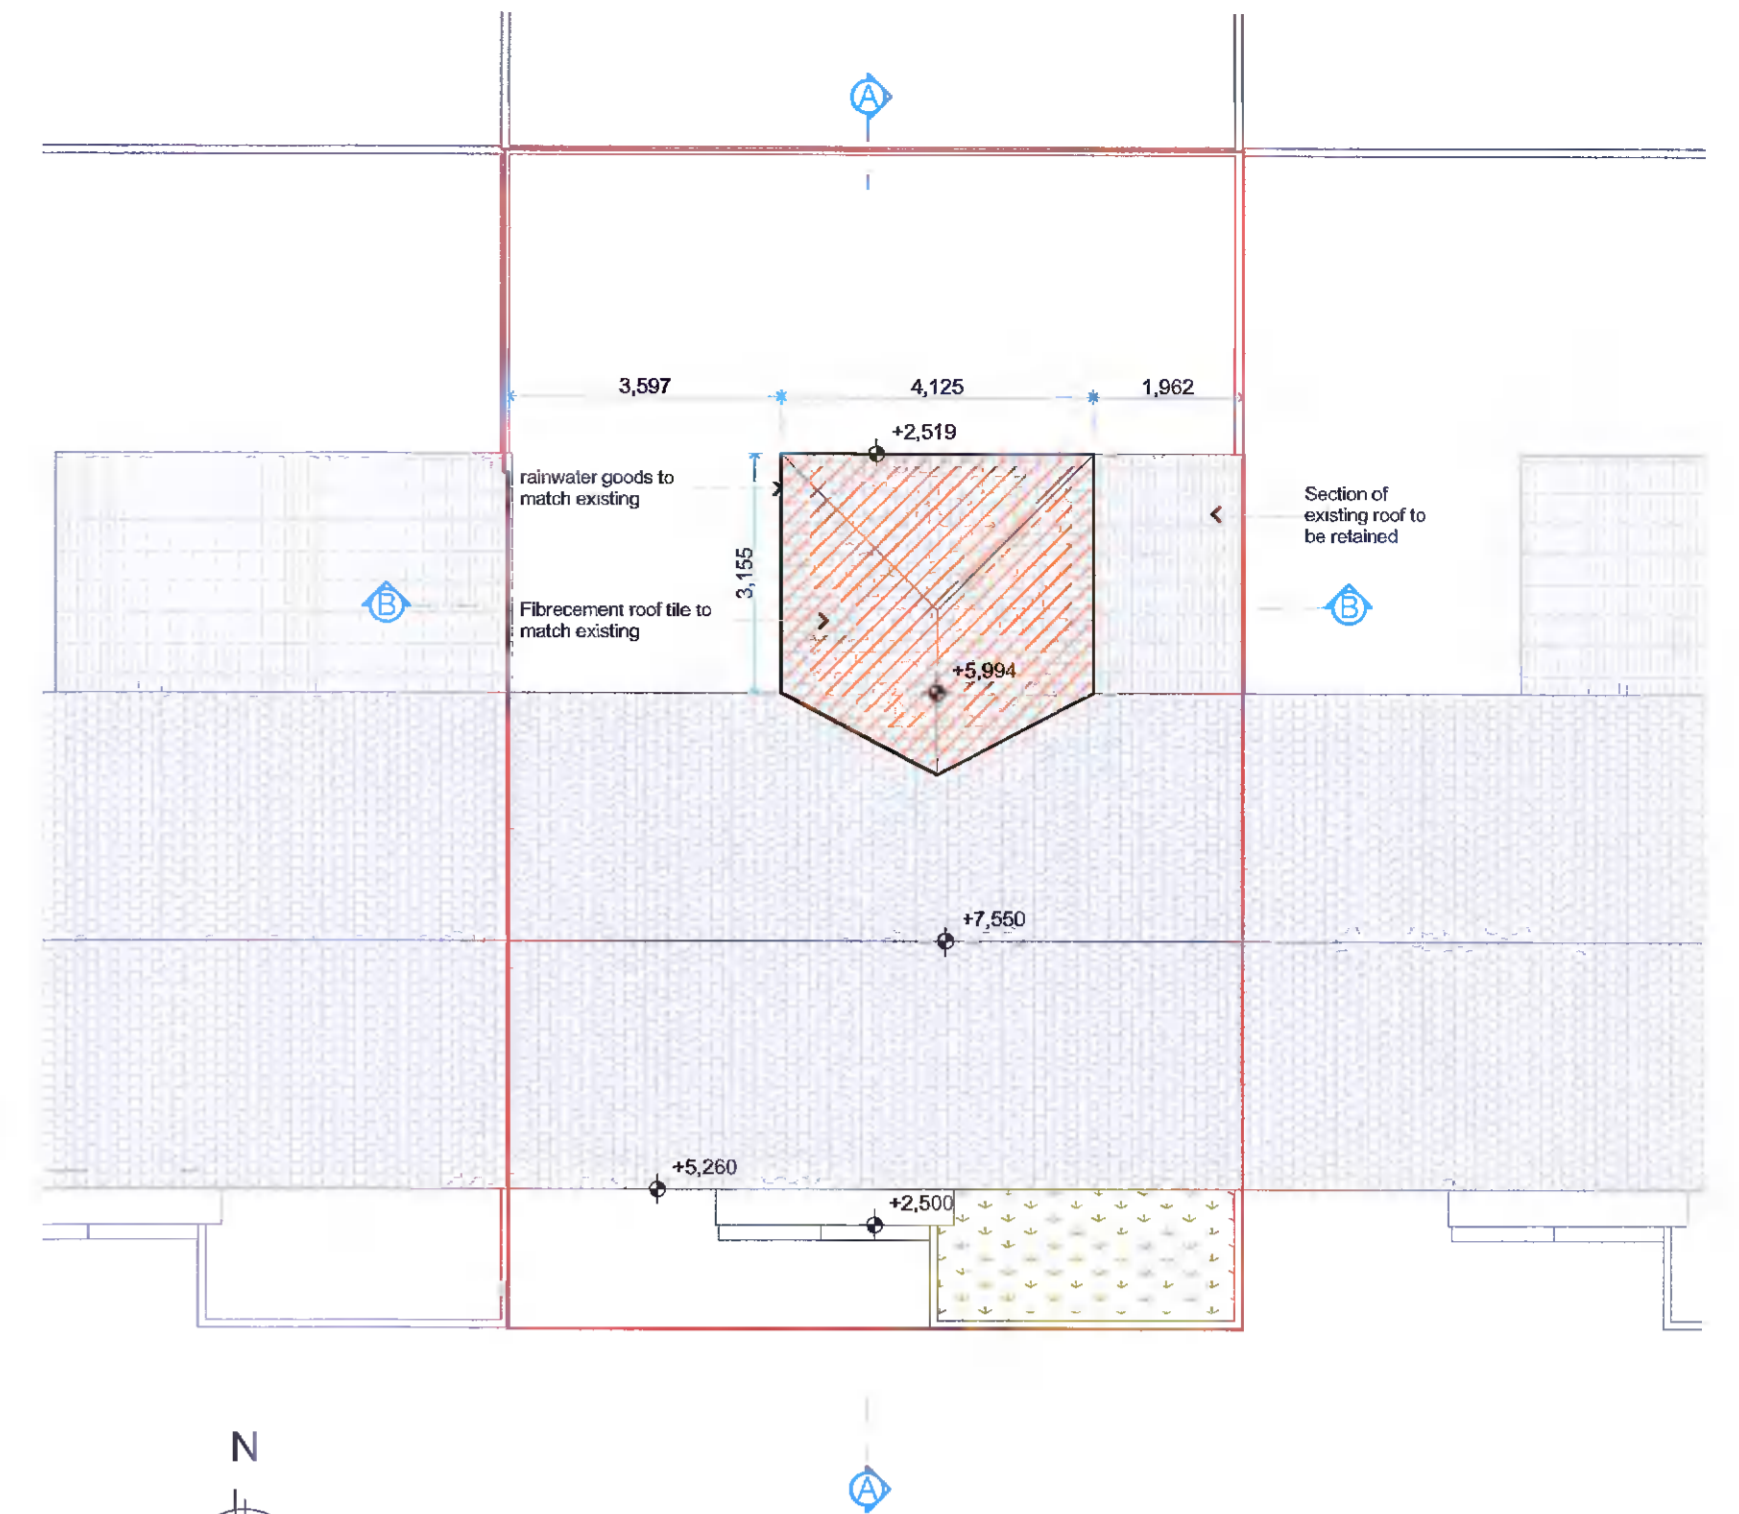 A
3,597
4,125
1,962
+2,519
rainwater goods to
match existing
Section of
existing roof to
be retained
3,155
B
Fibrecement roof tile to
match existing
B
+5,994
+7,550
+5,260
+2,500
N
A